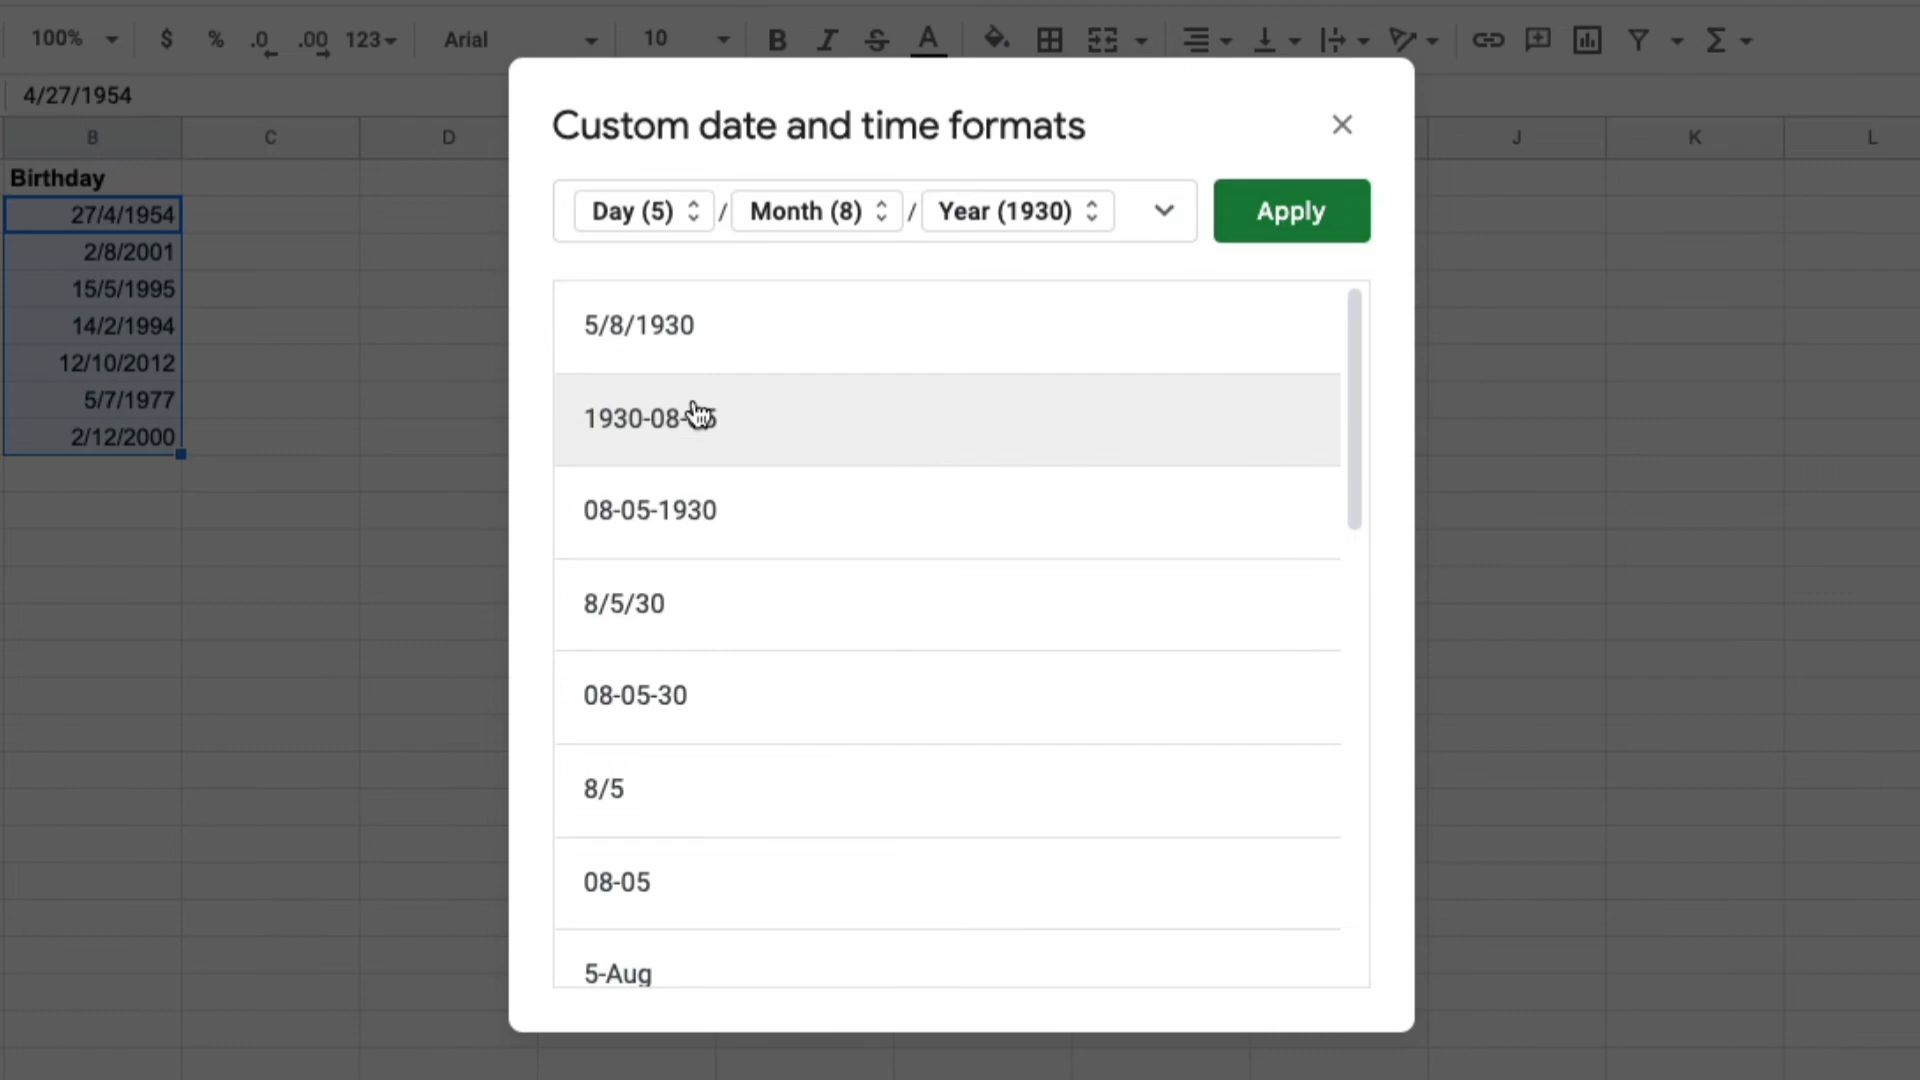 100% $ % .0 .00 123 Arial 10 B I S A Σ
4/27/1954
B C D J K L
Birthday
27/4/1954
2/8/2001
15/5/1995
14/2/1994
12/10/2012
5/7/1977
2/12/2000
Custom date and time formats
Day (5) / Month (8) / Year (1930) Apply
5/8/1930
1930-08-
08-05-1930
8/5/30
08-05-30
8/5
08-05
5-Aug